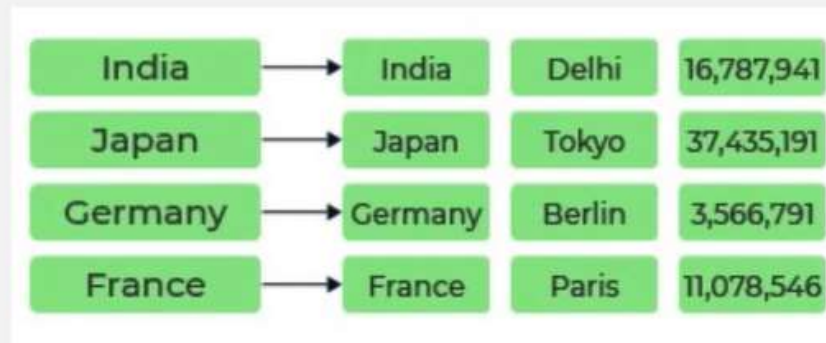 India India Delhi 16,787,941
Japan Japan Tokyo 37,435,191
Germany Germany Berlin 3,566,791
France France Paris 11,078,546